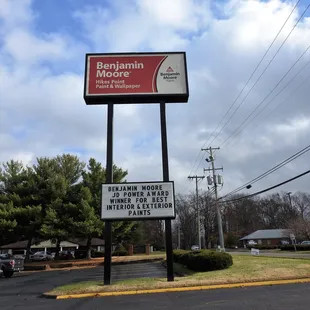 Benjamin
Moore
Hikes Point
Paint & Wallpaper
Benjamin
Moore
BENJAMIN MOORE
JD POWER AWARD
WINNER FOR BEST
INTERIOR & EXTERIOR
PAINTS